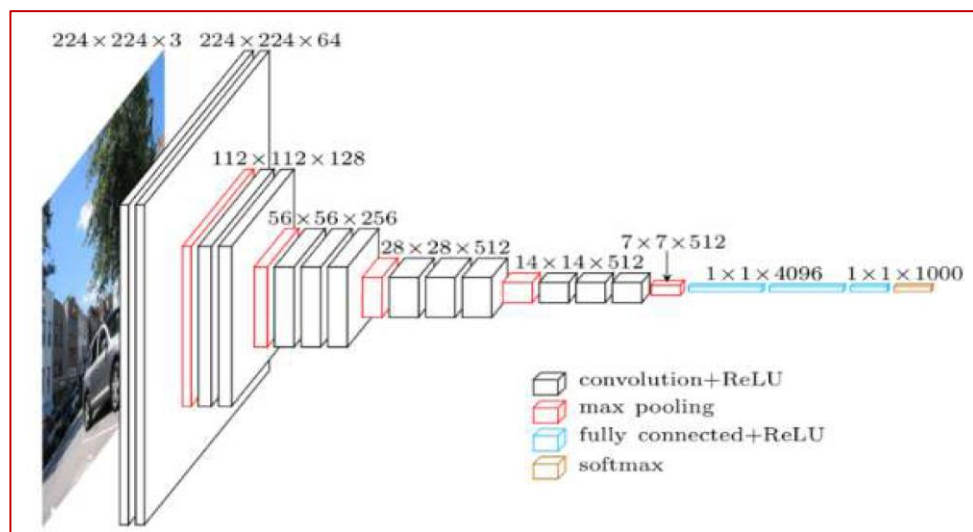 224×224×3
224×224×64
112×112×128
56×56×256
28×28×512
14×14×512
7×7×512
1×1×4096
1×1×1000
convolution+ReLU
max pooling
fully connected+ReLU
softmax